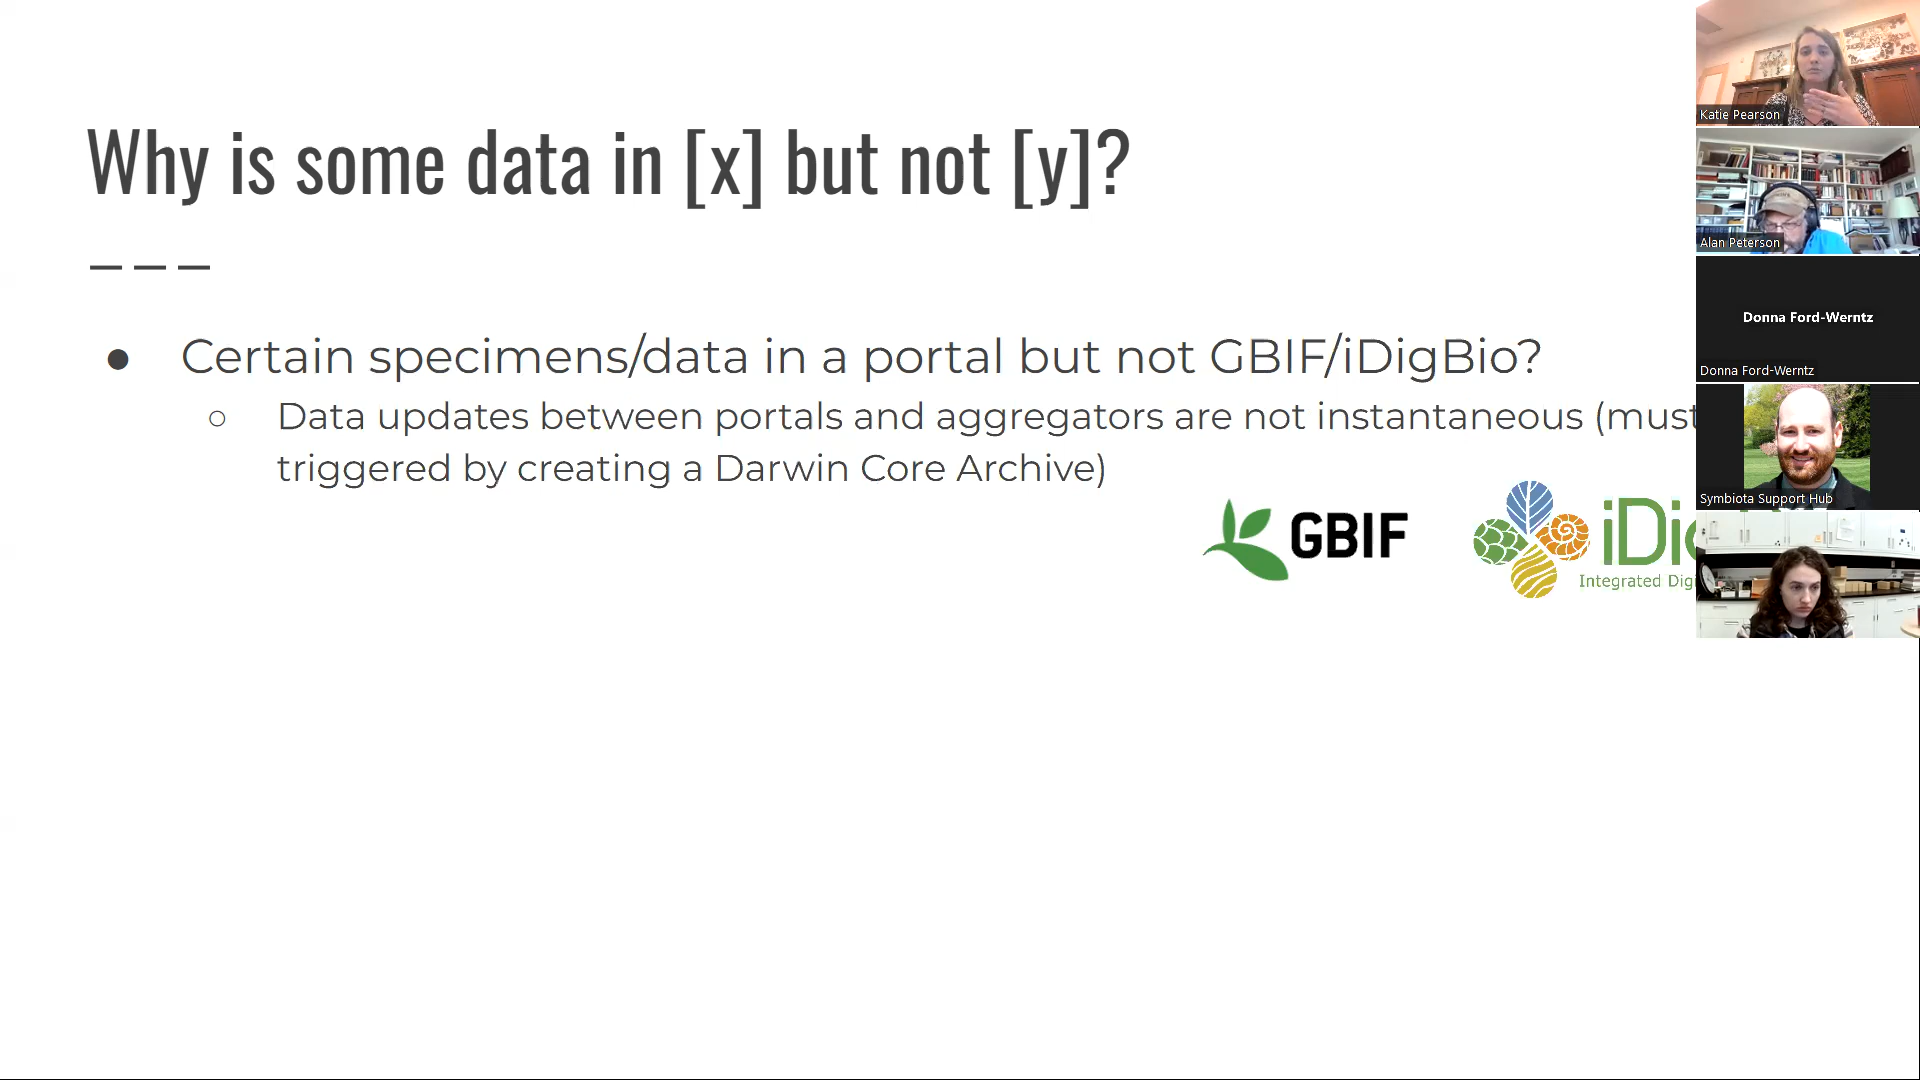 Why is some data in [x] but not [y]?
● Certain specimens/data in a portal but not GBIF/iDigBio?
○ Data updates between portals and aggregators are not instantaneous (must
triggered by creating a Darwin Core Archive)
GBIF
iDig
Integrated Digi
Katie Pearson
Alan Peterson
Donna Ford-Werntz
Donna Ford-Werntz
Symbiota Support Hub